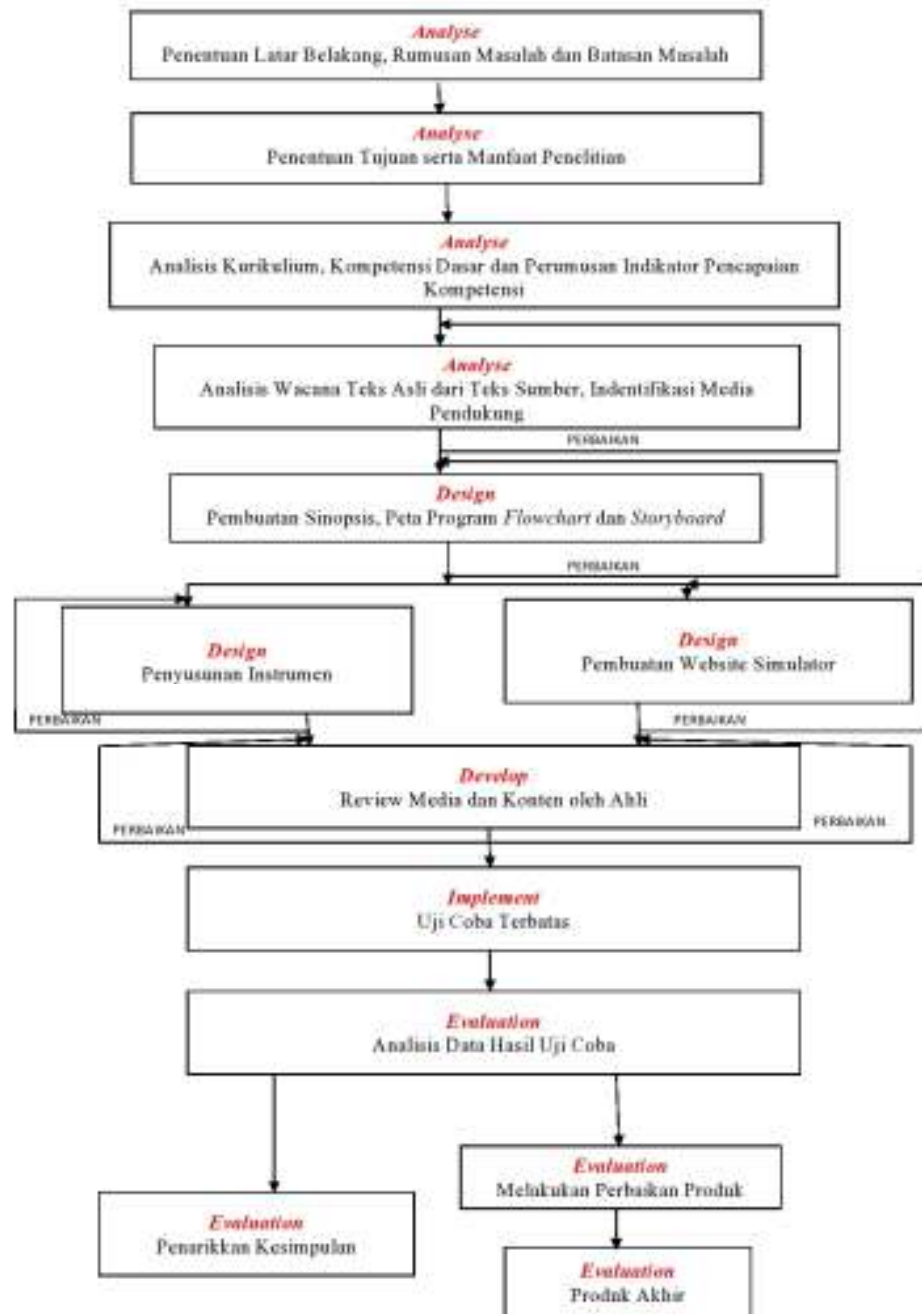 Analyse
Penentuan Latar Belakang, Rumusan Masalah dan Batasan Masalah
Analyse
Penentuan Tujuan serta Manfaat Penelitian
Analyse
Analisis Kurikulium, Kompetensi Dasar dan Perumusan Indikator Pencapaian
Kompetensi
Analyse
Analisis Wacana Teks Asli dari Teks Sumber, Indentifikasi Media
Pendukung
PERBAIKAN
Design
Pembuatan Sinopsis, Peta Program Flowchart dan Storyboard
PERBAIKAN
Design
Penyusunan Instrumen
PERBAIKAN
Design
Pembuatan Website Simulator
PERBAIKAN
Develop
Review Media dan Konten oleh Ahli
PERBAIKAN
PERBAIKAN
Implement
Uji Coba Terbatas
Evaluation
Analisis Data Hasil Uji Coba
Evaluation
Melakukan Perbaikan Produk
Evaluation
Penarikkan Kesimpulan
Evaluation
Produk Akhir